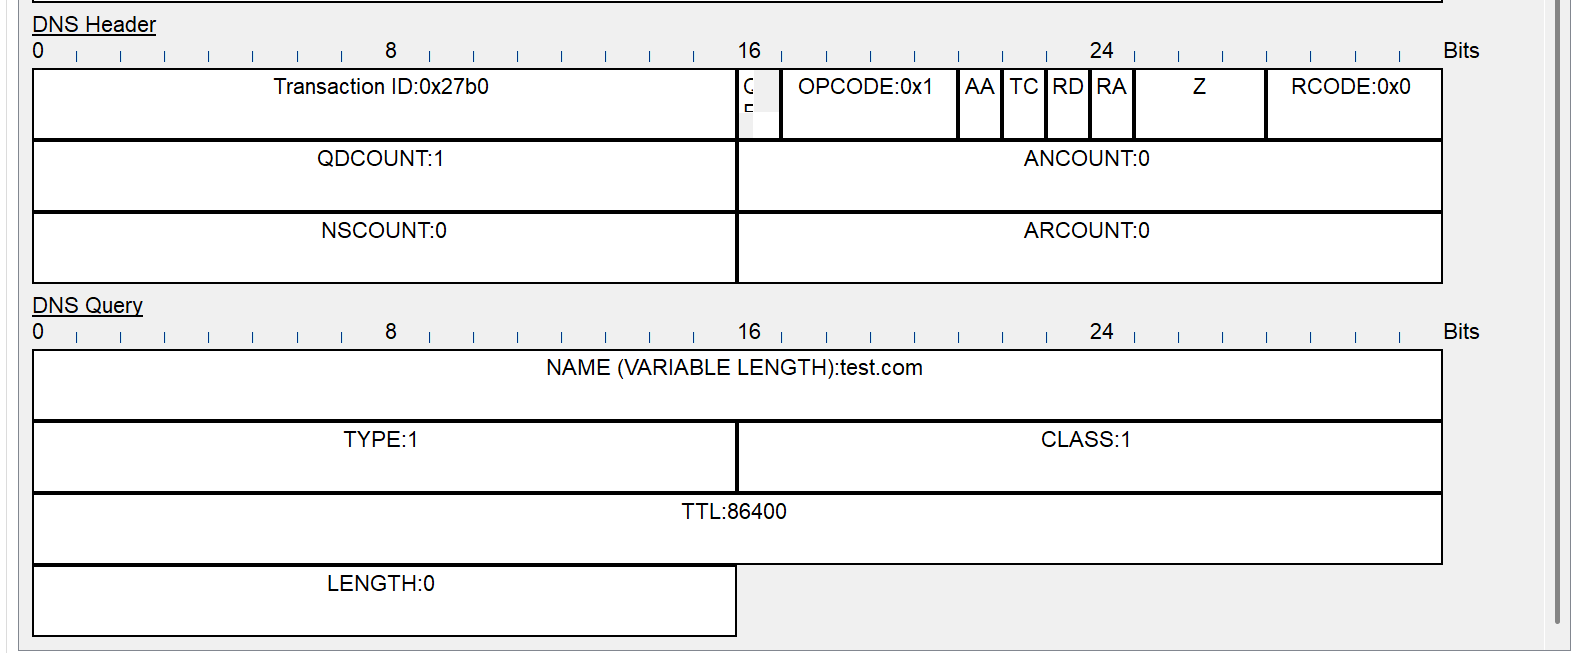 DNS Header
0 8 16 24 Bits
Transaction ID:0x27b0 OPCODE:0x1 AA TC RD RA Z RCODE:0x0
QDCOUNT:1 ANCOUNT:0
NSCOUNT:0 ARCOUNT:0
DNS Query
0 8 16 24 Bits
NAME (VARIABLE LENGTH):test.com
TYPE:1 CLASS:1
TTL:86400
LENGTH:0